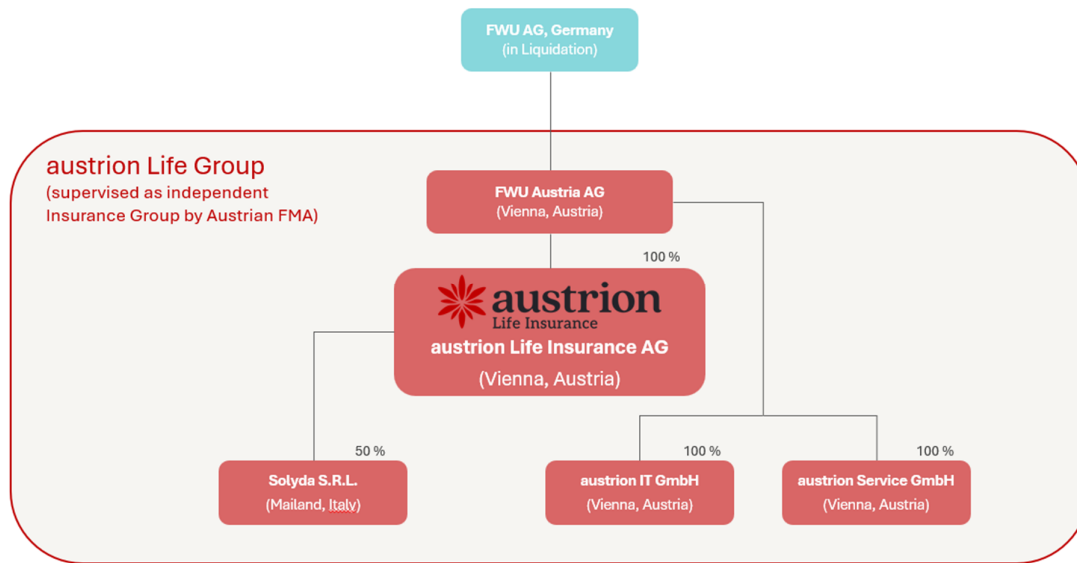 FWU AG, Germany
(in Liquidation)
austrion Life Group
(supervised as independent
Insurance Group by Austrian FMA)
FWU Austria AG
(Vienna, Austria)
100 %
austrion
Life Insurance
austrion Life Insurance AG
(Vienna, Austria)
50 %
Solyda S.R.L.
(Mailand, Italy)
100 %
austrion IT GmbH
(Vienna, Austria)
100 %
austrion Service GmbH
(Vienna, Austria)